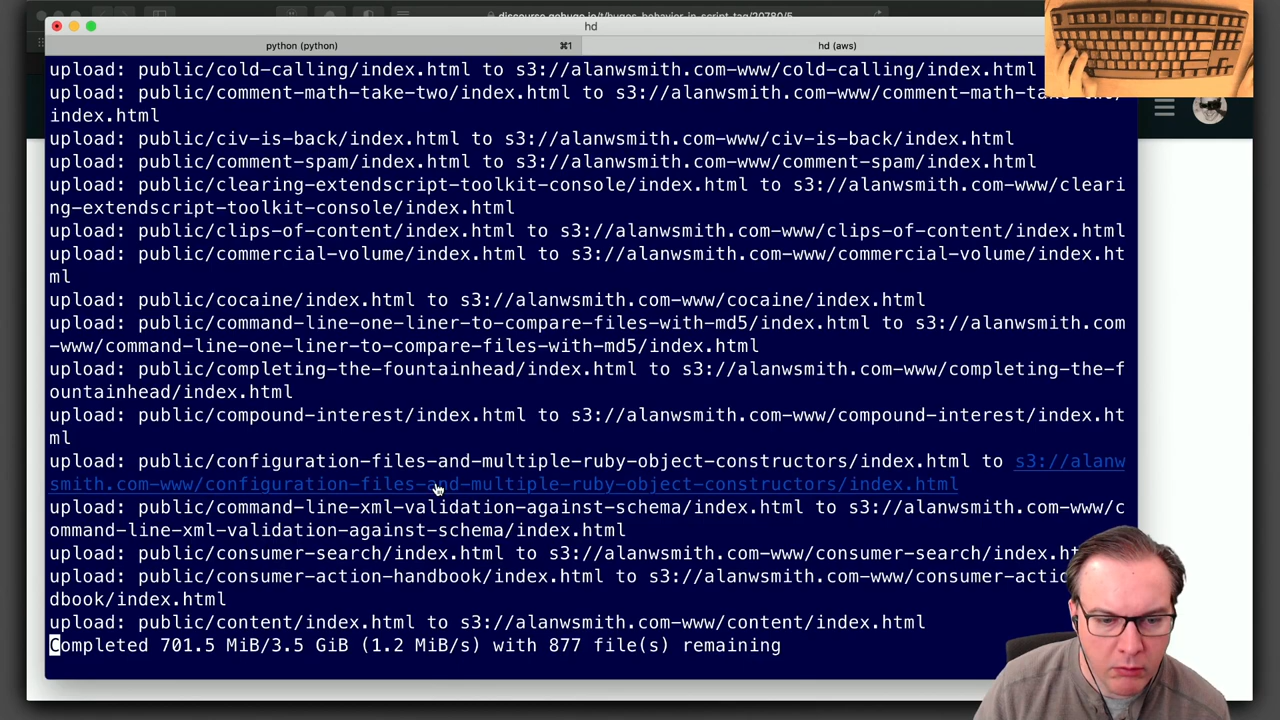 discourse.gohugo.io/t/hugos-behavior-in-script-tag/20780/5
hd
python (python) ⌘1 hd (aws)
upload: public/cold-calling/index.html to s3://alanwsmith.com-www/cold-calling/index.html
upload: public/comment-math-take-two/index.html to s3://alanwsmith.com-www/comment-math-take-two/
index.html
upload: public/civ-is-back/index.html to s3://alanwsmith.com-www/civ-is-back/index.html
upload: public/comment-spam/index.html to s3://alanwsmith.com-www/comment-spam/index.html
upload: public/clearing-extendscript-toolkit-console/index.html to s3://alanwsmith.com-www/cleari
ng-extendscript-toolkit-console/index.html
upload: public/clips-of-content/index.html to s3://alanwsmith.com-www/clips-of-content/index.html
upload: public/commercial-volume/index.html to s3://alanwsmith.com-www/commercial-volume/index.ht
ml
upload: public/cocaine/index.html to s3://alanwsmith.com-www/cocaine/index.html
upload: public/command-line-one-liner-to-compare-files-with-md5/index.html to s3://alanwsmith.com
-www/command-line-one-liner-to-compare-files-with-md5/index.html
upload: public/completing-the-fountainhead/index.html to s3://alanwsmith.com-www/completing-the-f
ountainhead/index.html
upload: public/compound-interest/index.html to s3://alanwsmith.com-www/compound-interest/index.ht
ml
upload: public/configuration-files-and-multiple-ruby-object-constructors/index.html to s3://alanw
smith.com-www/configuration-files-and-multiple-ruby-object-constructors/index.html
upload: public/command-line-xml-validation-against-schema/index.html to s3://alanwsmith.com-www/c
ommand-line-xml-validation-against-schema/index.html
upload: public/consumer-search/index.html to s3://alanwsmith.com-www/consumer-search/index.ht
upload: public/consumer-action-handbook/index.html to s3://alanwsmith.com-www/consumer-actio
dbook/index.html
upload: public/content/index.html to s3://alanwsmith.com-www/content/index.html
Completed 701.5 MiB/3.5 GiB (1.2 MiB/s) with 877 file(s) remaining